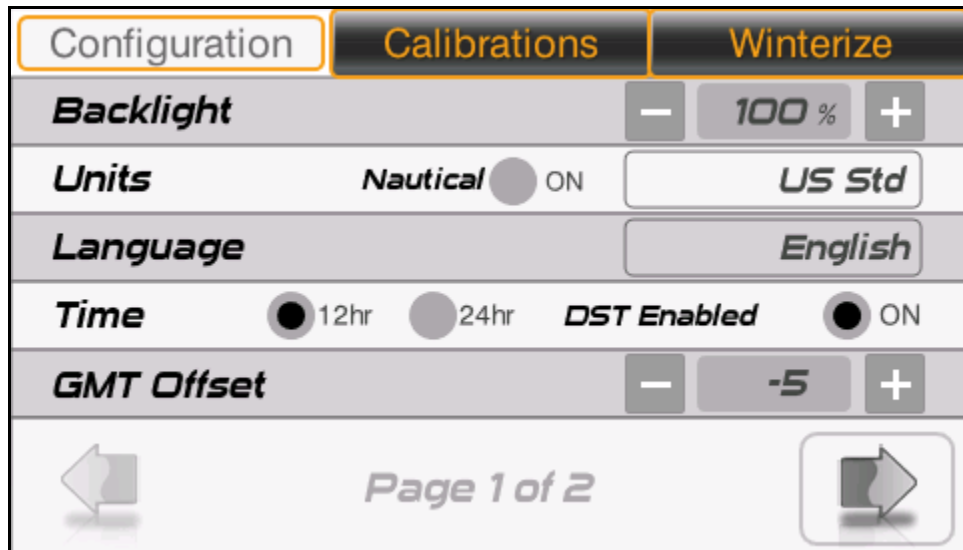 Configuration Calibrations Winterize
Backlight − 100 % +
Units Nautical ON US Std
Language English
Time 12hr 24hr DST Enabled ON
GMT Offset − -5 +
Page 1 of 2